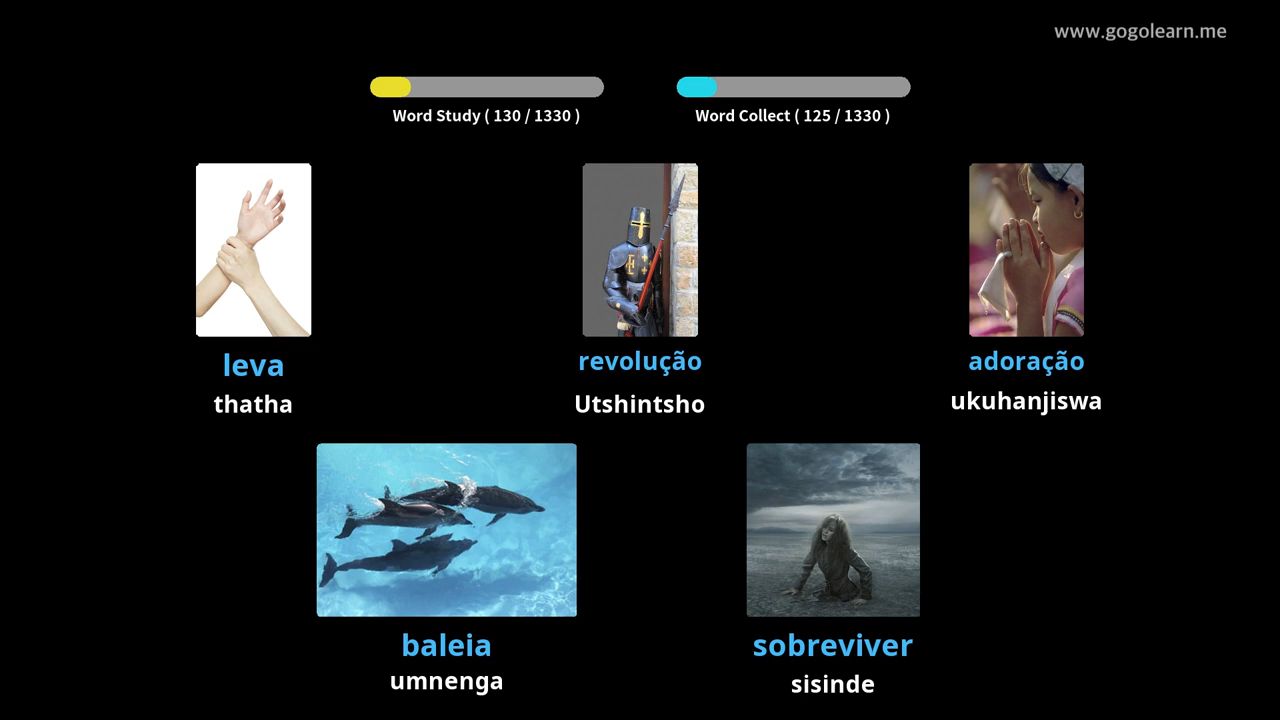 www.gogolearn.me
Word Study ( 130 / 1330 )
Word Collect ( 125 / 1330 )
leva
thatha
revolução
Utshintsho
adoração
ukuhanjiswa
baleia
umnenga
sobreviver
sisinde